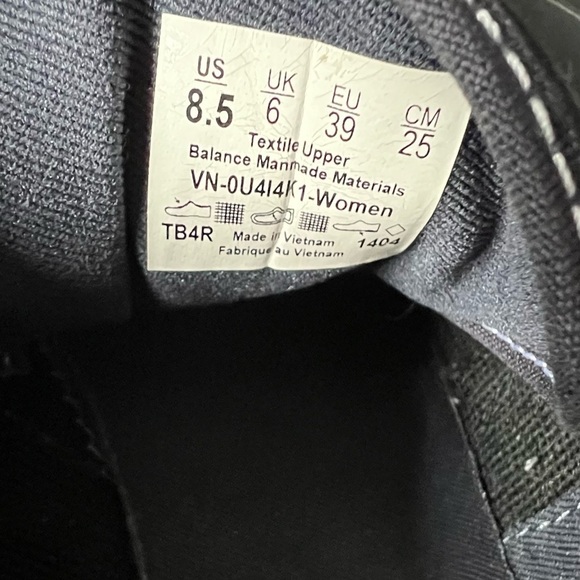 US UK EU CM
8.5 6 39 25
Textile Upper
Balance Manmade Materials
VN-0U4I4K1-Women
TB4R Made in Vietnam 1404
Fabrique au Vietnam